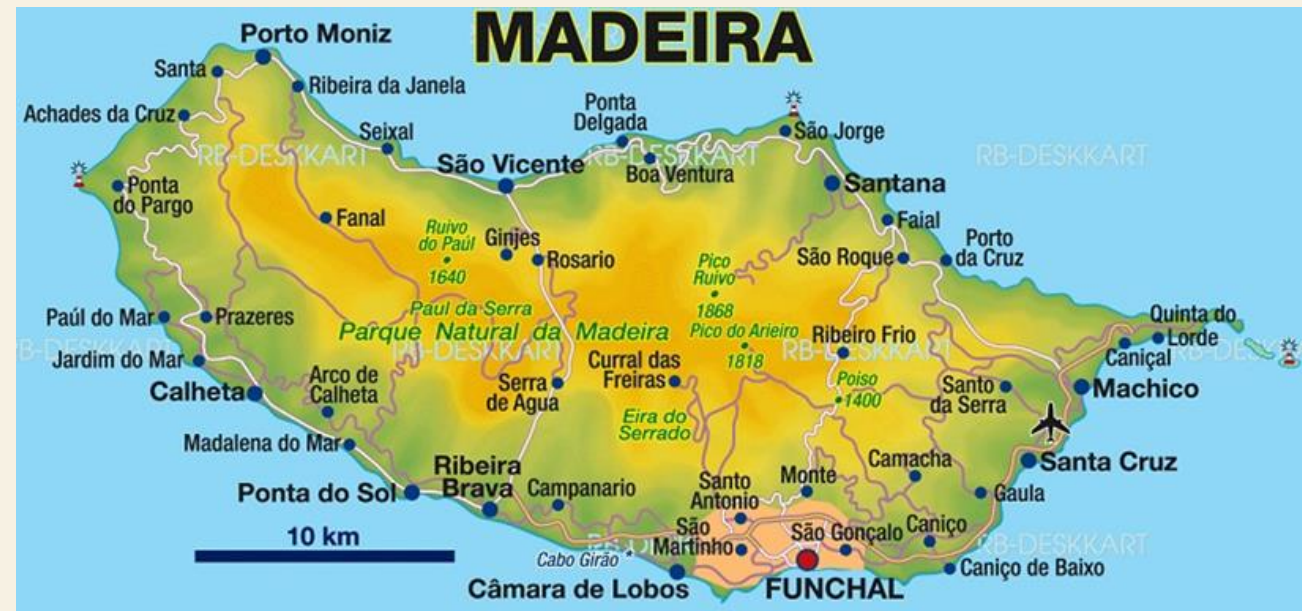 MADEIRA
Porto Moniz
Santa
Ribeira da Janela
Achades da Cruz
Seixal
Ponta
Delgada
São Jorge
RB-DESKKART
RB-DESKKART
RB-DESKKART
São Vicente
Boa Ventura
Santana
Ponta
do Pargo
Fanal
Ruivo
do Paúl
1640
Ginjes
Rosario
Faial
Pico
Ruivo
1868
São Roque
Porto
da Cruz
Paul da Serra
Parque Natural da Madeira
Pico do Arieiro
1818
Paúl do Mar
Prazeres
Ribeiro Frio
Quinta do
Lorde
Caniçal
RB-DESKKART
RB-DESKKART
RB-DESKKART
RB-DESKKART
Jardim do Mar
Curral das
Freiras
Calheta
Arco de
Calheta
Serra
de Agua
Poiso
1400
Santo
da Serra
Machico
Eira do
Serrado
Madalena do Mar
Ribeira
Brava
Campanario
Santo
Antonio
Monte
Camacha
Santa Cruz
Ponta do Sol
Gaula
10 km
São
Martinho
São Gonçalo
Caniço
RB-DESKKART
RB-DESKKART
Cabo Girão
Câmara de Lobos
FUNCHAL
Caniço de Baixo